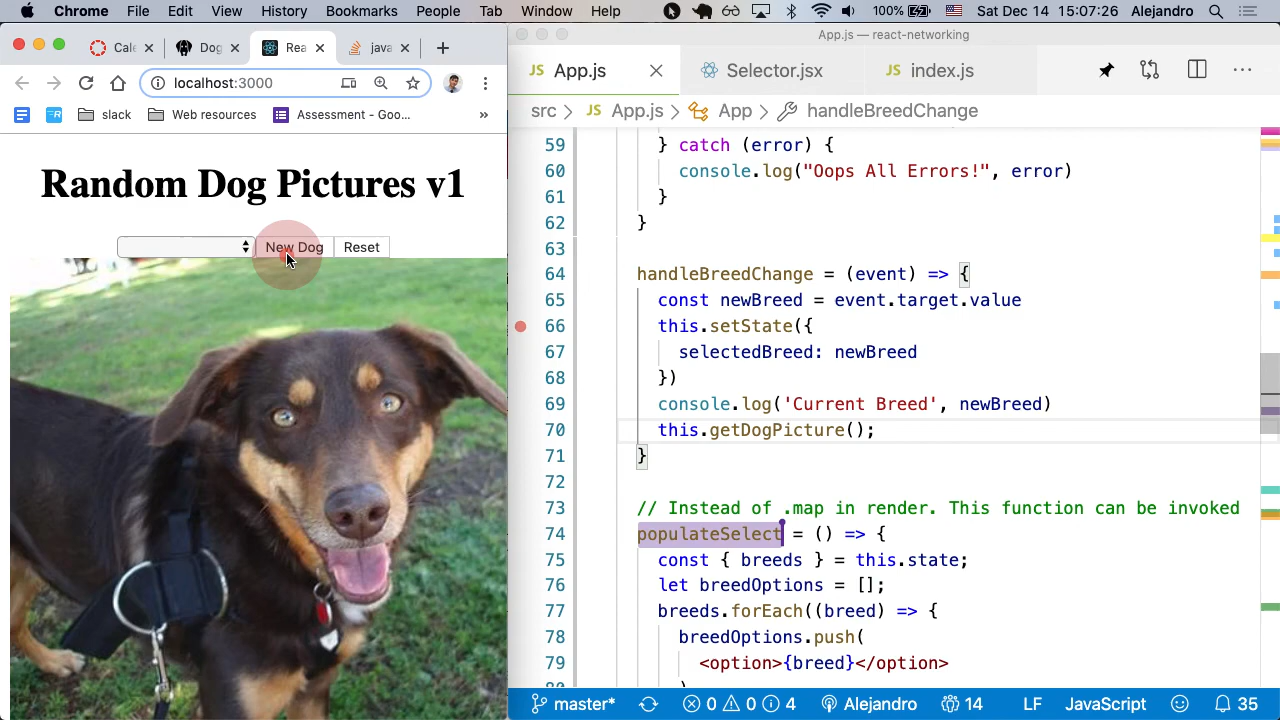 Chrome File Edit View History Bookmarks People Tab Window Help 100% Sat Dec 14 15:07:26 Alejandro
Cale Dog Rea java
localhost:3000
slack Web resources Assessment - Goo... »
Random Dog Pictures v1
New Dog Reset
App.js — react-networking
JS App.js Selector.jsx JS index.js
src > JS App.js > App > handleBreedChange
59 } catch (error) {
60 console.log("Oops All Errors!", error)
61 }
62 }
63
64 handleBreedChange = (event) => {
65 const newBreed = event.target.value
66 this.setState({
67 selectedBreed: newBreed
68 })
69 console.log('Current Breed', newBreed)
70 this.getDogPicture();
71 }
72
73 // Instead of .map in render. This function can be invoked
74 populateSelect = () => {
75 const { breeds } = this.state;
76 let breedOptions = [];
77 breeds.forEach((breed) => {
78 breedOptions.push(
79 <option>{breed}</option>
80 )
master* 0 0 4 Alejandro 14 LF JavaScript 35